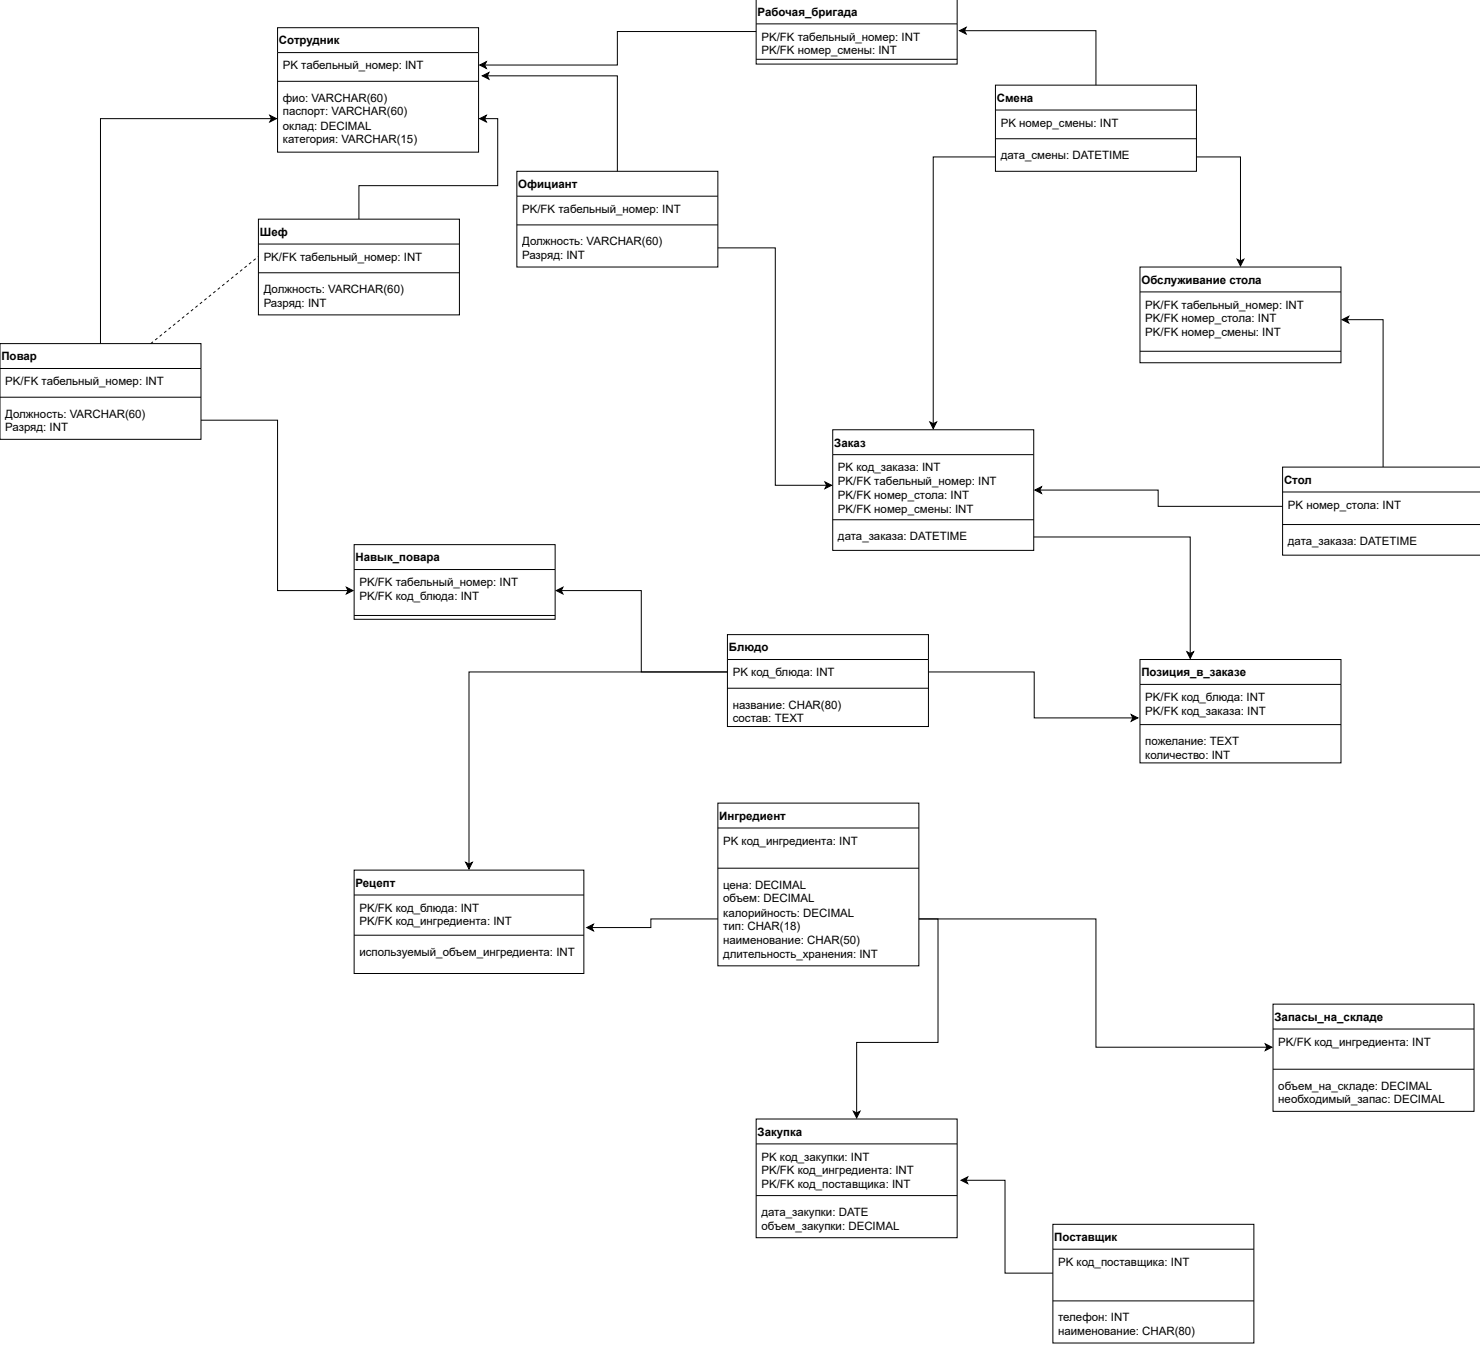 Рабочая_бригада
PK/FK табельный_номер: INT
PK/FK номер_смены: INT
Сотрудник
PK табельный_номер: INT
фио: VARCHAR(60)
паспорт: VARCHAR(60)
оклад: DECIMAL
категория: VARCHAR(15)
Смена
PK номер_смены: INT
дата_смены: DATETIME
Официант
PK/FK табельный_номер: INT
Должность: VARCHAR(60)
Разряд: INT
Шеф
PK/FK табельный_номер: INT
Должность: VARCHAR(60)
Разряд: INT
Обслуживание стола
PK/FK табельный_номер: INT
PK/FK номер_стола: INT
PK/FK номер_смены: INT
Повар
PK/FK табельный_номер: INT
Должность: VARCHAR(60)
Разряд: INT
Заказ
PK код_заказа: INT
PK/FK табельный_номер: INT
PK/FK номер_стола: INT
PK/FK номер_смены: INT
дата_заказа: DATETIME
Стол
PK номер_стола: INT
дата_заказа: DATETIME
Навык_повара
PK/FK табельный_номер: INT
PK/FK код_блюда: INT
Блюдо
PK код_блюда: INT
название: CHAR(80)
состав: TEXT
Позиция_в_заказе
PK/FK код_блюда: INT
PK/FK код_заказа: INT
пожелание: TEXT
количество: INT
Ингредиент
PK код_ингредиента: INT
цена: DECIMAL
объем: DECIMAL
калорийность: DECIMAL
тип: CHAR(18)
наименование: CHAR(50)
длительность_хранения: INT
Рецепт
PK/FK код_блюда: INT
PK/FK код_ингредиента: INT
используемый_объем_ингредиента: INT
Запасы_на_складе
PK/FK код_ингредиента: INT
объем_на_складе: DECIMAL
необходимый_запас: DECIMAL
Закупка
PK код_закупки: INT
PK/FK код_ингредиента: INT
PK/FK код_поставщика: INT
дата_закупки: DATE
объем_закупки: DECIMAL
Поставщик
PK код_поставщика: INT
телефон: INT
наименование: CHAR(80)